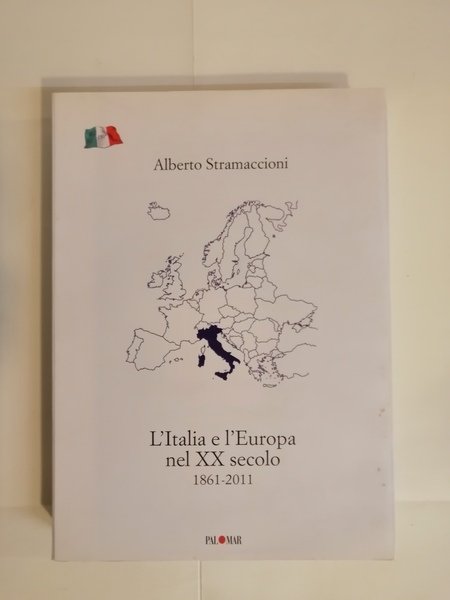 Alberto Stramaccioni
L'Italia e l'Europa
nel XX secolo
1861-2011
PALOMAR